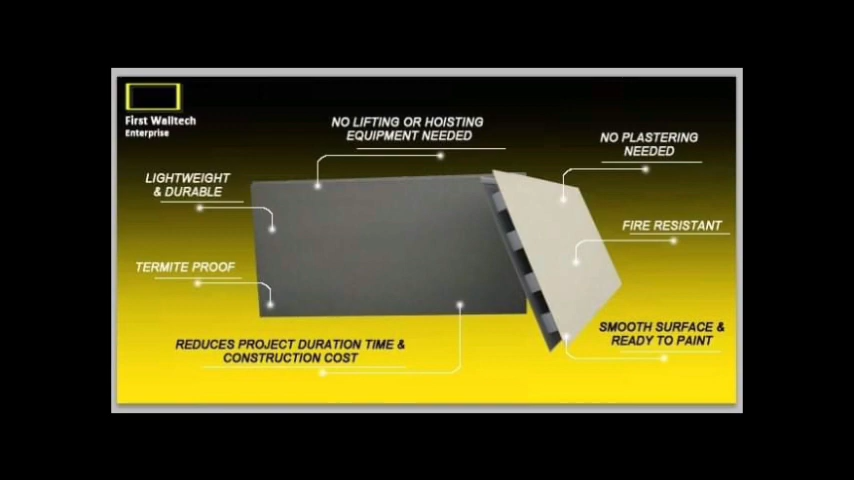 First Walltech
Enterprise
NO LIFTING OR HOISTING
EQUIPMENT NEEDED
NO PLASTERING
NEEDED
LIGHTWEIGHT
& DURABLE
FIRE RESISTANT
TERMITE PROOF
SMOOTH SURFACE &
READY TO PAINT
REDUCES PROJECT DURATION TIME &
CONSTRUCTION COST